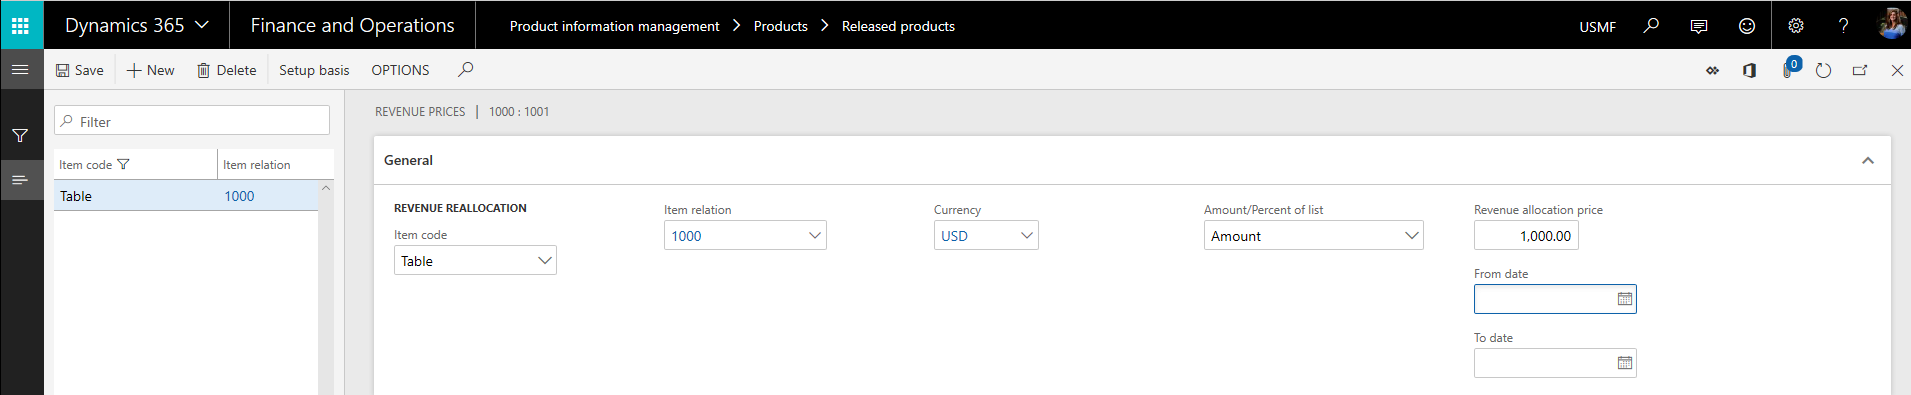 Dynamics 365
Finance and Operations
Product information management > Products > Released products
USMF
?
Save
+ New
Delete
Setup basis
OPTIONS
0
Filter
REVENUE PRICES | 1000 : 1001
Item code
Item relation
Table
1000
General
REVENUE REALLOCATION
Item code
Table
Item relation
1000
Currency
USD
Amount/Percent of list
Amount
Revenue allocation price
1,000.00
From date
To date